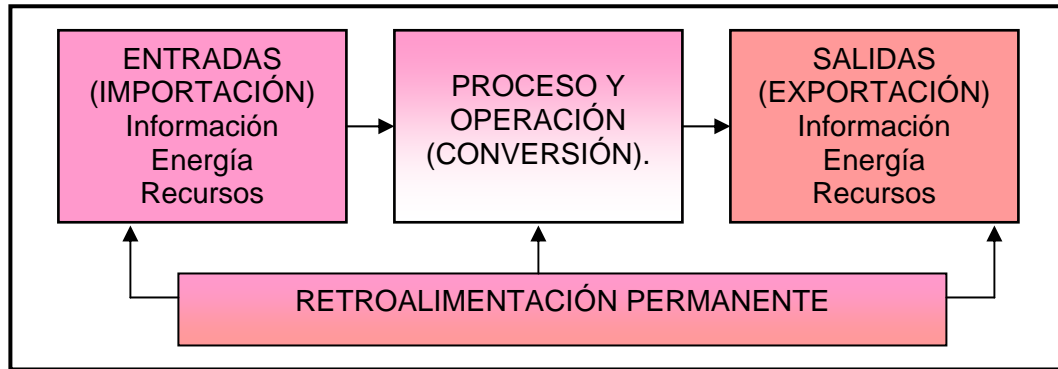 ENTRADAS
(IMPORTACIÓN)
Información
Energía
Recursos
PROCESO Y
OPERACIÓN
(CONVERSIÓN).
SALIDAS
(EXPORTACIÓN)
Información
Energía
Recursos
RETROALIMENTACIÓN PERMANENTE